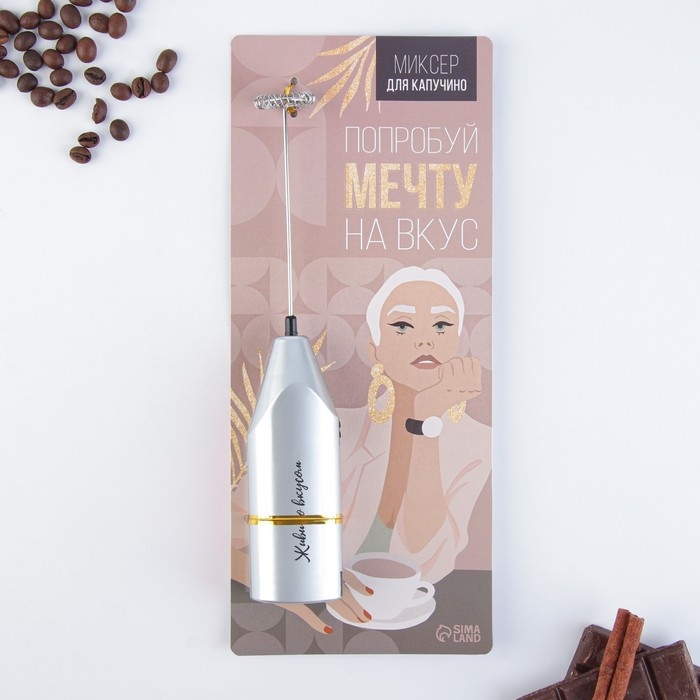 МИКСЕР
ДЛЯ КАПУЧИНО
ПОПРОБУЙ
МЕЧТУ
НА ВКУС
Живи со вкусом
SIMA
LAND